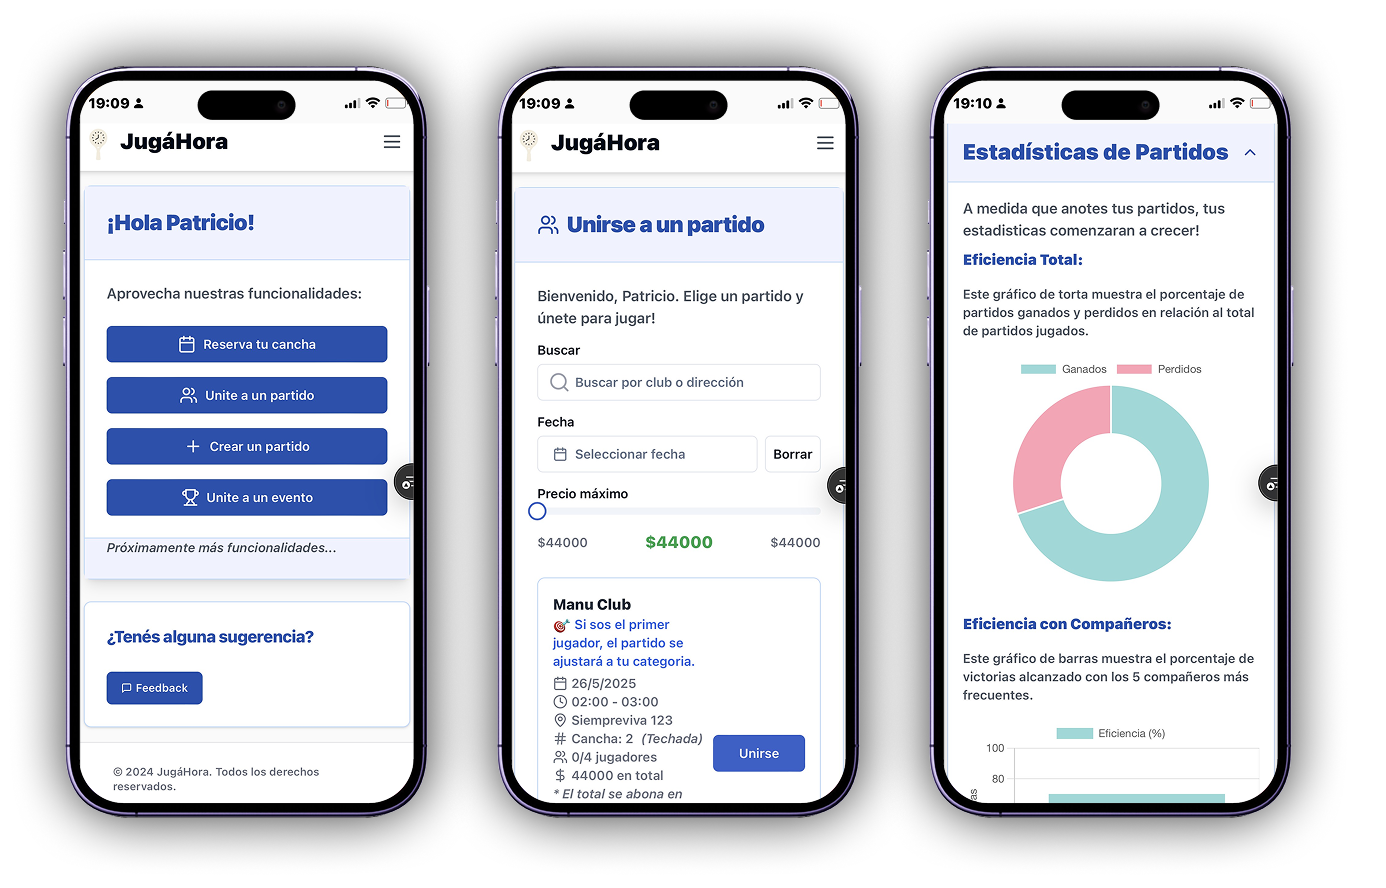 19:09
JugáHora
¡Hola Patricio!
Aprovecha nuestras funcionalidades:
Reserva tu cancha
Unite a un partido
Crear un partido
Unite a un evento
Próximamente más funcionalidades...
¿Tenés alguna sugerencia?
Feedback
© 2024 JugáHora. Todos los derechos
reservados.
19:09
JugáHora
Unirse a un partido
Bienvenido, Patricio. Elige un partido y
únete para jugar!
Buscar
Buscar por club o dirección
Fecha
Seleccionar fecha
Borrar
Precio máximo
$44000 $44000 $44000
Manu Club
Si sos el primer
jugador, el partido se
ajustará a tu categoria.
26/5/2025
02:00 - 03:00
Siempreviva 123
# Cancha: 2 (Techada)
0/4 jugadores
Unirse
$ 44000 en total
* El total se abona en
19:10
Estadísticas de Partidos
A medida que anotes tus partidos, tus
estadisticas comenzaran a crecer!
Eficiencia Total:
Este gráfico de torta muestra el porcentaje de
partidos ganados y perdidos en relación al total
de partidos jugados.
Ganados Perdidos
Eficiencia con Compañeros:
Este gráfico de barras muestra el porcentaje de
victorias alcanzado con los 5 compañeros más
frecuentes.
Eficiencia (%)
100
80